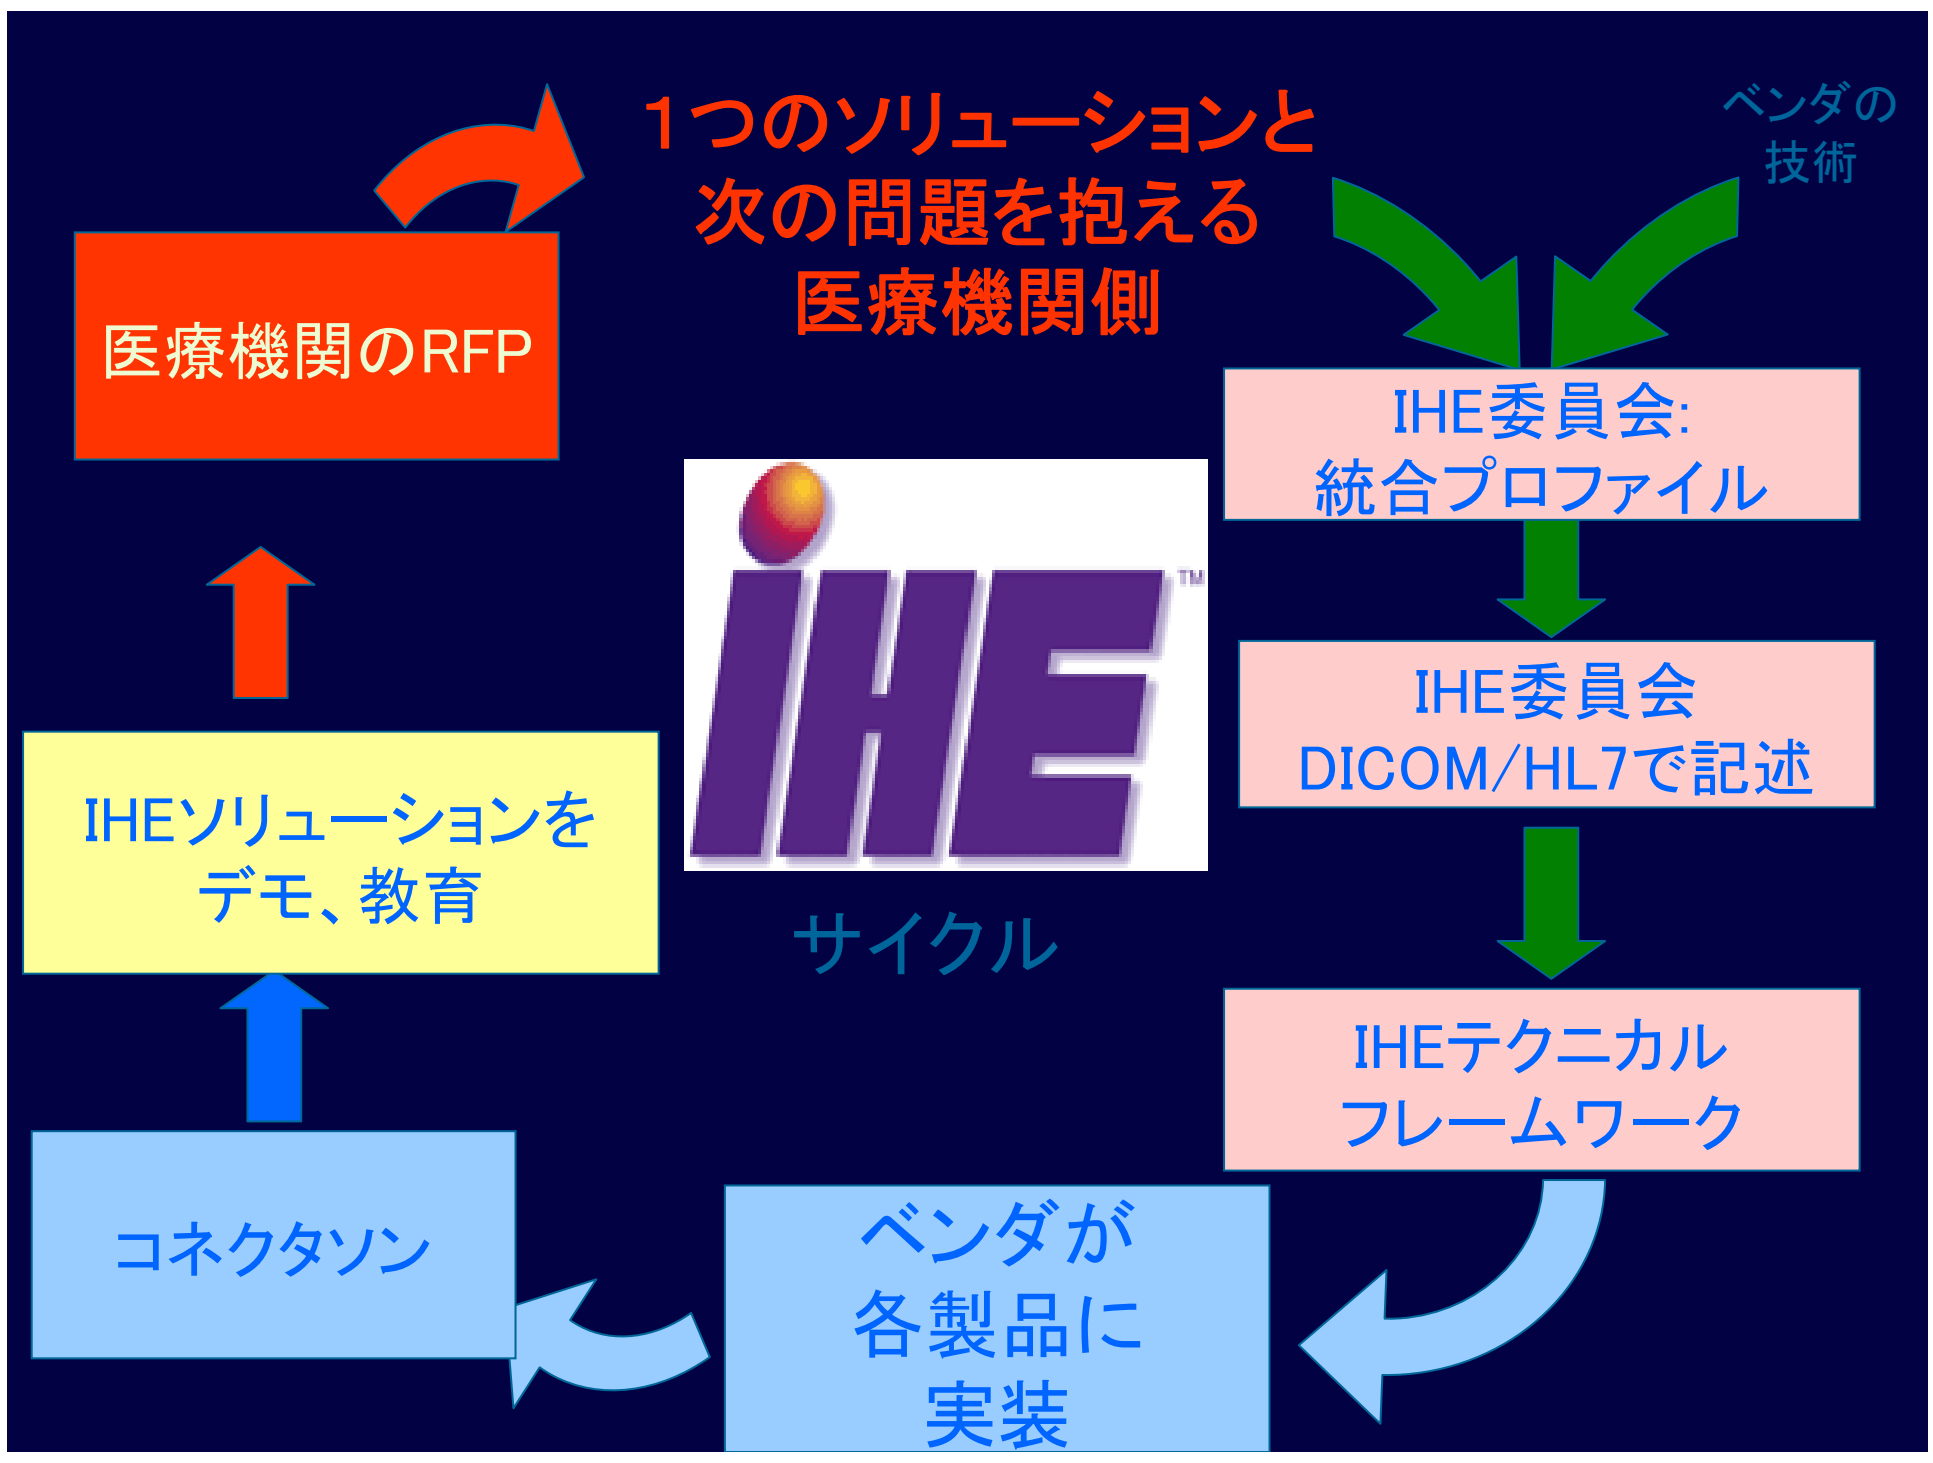 １つのソリューションと
次の問題を抱える
医療機関側
ベンダの
技術
IHE委員会:
統合プロファイル
IHE委員会
DICOM/HL7で記述
IHEテクニカル
フレームワーク
ベンダが
各製品に
実装
コネクタソン
IHEソリューションを
デモ、教育
医療機関のRFP
iHE™
サイクル